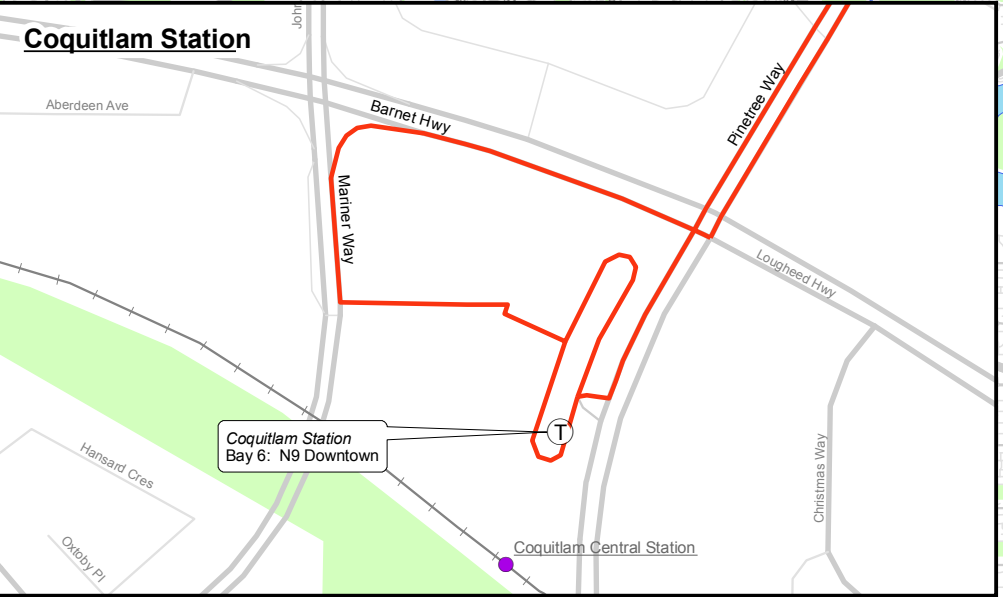 Coquitlam Station
John
Aberdeen Ave
Barnet Hwy
Pinetree Way
Mariner Way
Lougheed Hwy
T
Coquitlam Station
Bay 6: N9 Downtown
Hansard Cres
Christmas Way
Oxtoby Pl
Coquitlam Central Station